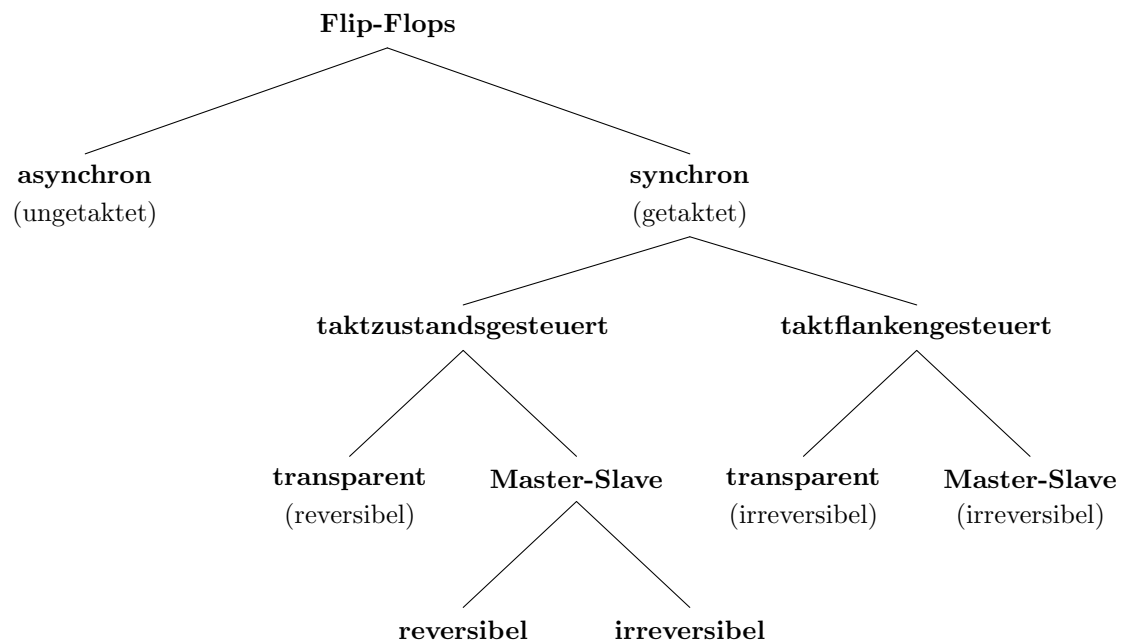 Flip-Flops
asynchron
(ungetaktet)
synchron
(getaktet)
taktzustandsgesteuert
taktflankengesteuert
transparent
(reversibel)
Master-Slave
transparent
(irreversibel)
Master-Slave
(irreversibel)
reversibel
irreversibel